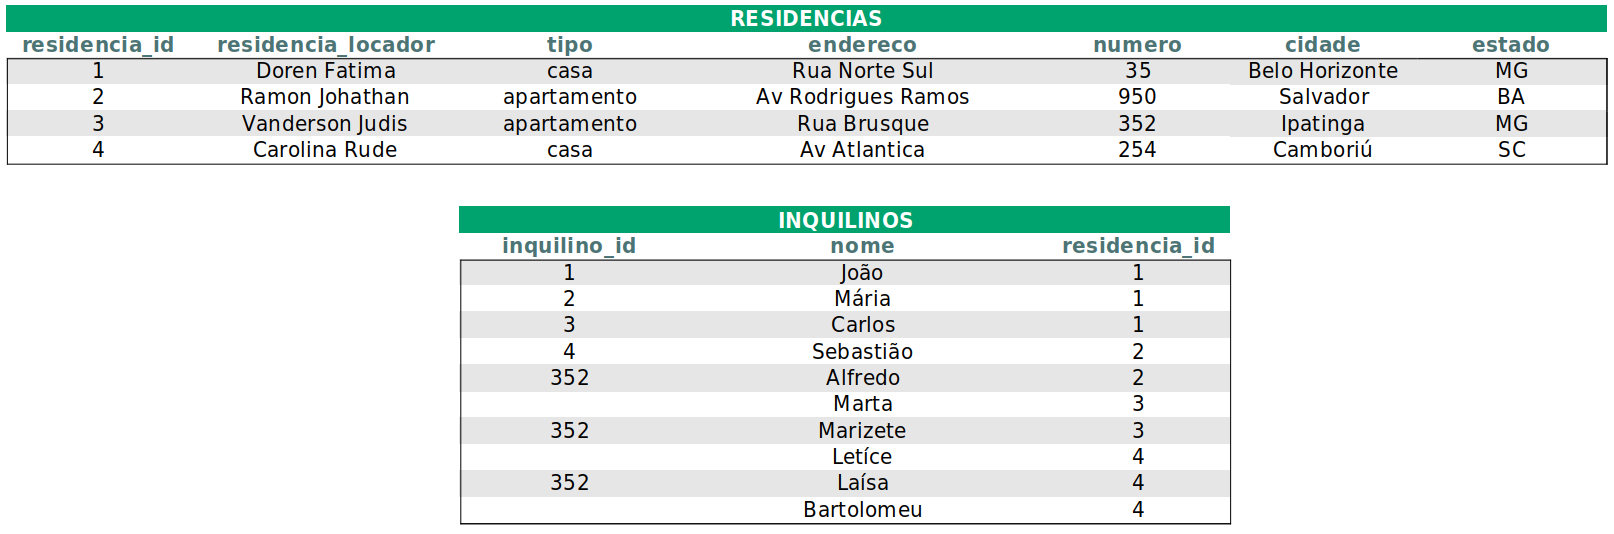 RESIDENCIAS
residencia_id residencia_locador tipo endereco numero cidade estado
1 Doren Fatima casa Rua Norte Sul 35 Belo Horizonte MG
2 Ramon Johathan apartamento Av Rodrigues Ramos 950 Salvador BA
3 Vanderson Judis apartamento Rua Brusque 352 Ipatinga MG
4 Carolina Rude casa Av Atlantica 254 Camboriú SC
INQUILINOS
inquilino_id nome residencia_id
1 João 1
2 Mária 1
3 Carlos 1
4 Sebastião 2
352 Alfredo 2
Marta 3
352 Marizete 3
Letíce 4
352 Laísa 4
Bartolomeu 4